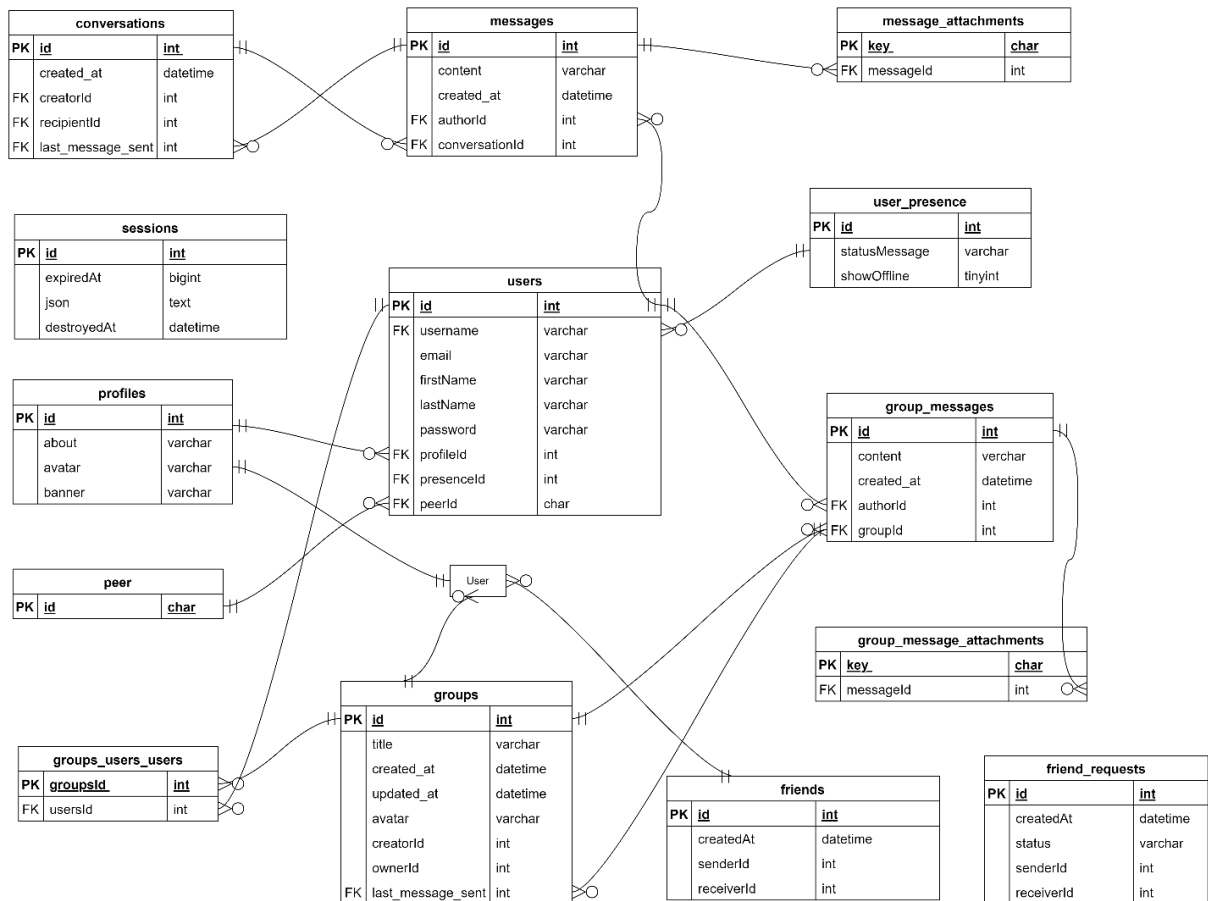 conversations
PK id int
created_at datetime
FK creatorId int
FK recipientId int
FK last_message_sent int
messages
PK id int
content varchar
created_at datetime
FK authorId int
FK conversationId int
message_attachments
PK key char
FK messageId int
sessions
PK id int
expiredAt bigint
json text
destroyedAt datetime
users
PK id int
FK username varchar
email varchar
firstName varchar
lastName varchar
password varchar
FK profileId int
FK presenceId int
FK peerId char
user_presence
PK id int
statusMessage varchar
showOffline tinyint
profiles
PK id int
about varchar
avatar varchar
banner varchar
group_messages
PK id int
content verchar
created_at datetime
FK authorId int
FK groupId int
peer
PK id char
User
group_message_attachments
PK key char
FK messageId int
groups
PK id int
title varchar
created_at datetime
updated_at datetime
avatar varchar
creatorId int
ownerId int
FK last_message_sent int
groups_users_users
PK groupsId int
FK usersId int
friends
PK id int
createdAt datetime
senderId int
receiverId int
friend_requests
PK id int
createdAt datetime
status varchar
senderId int
receiverId int